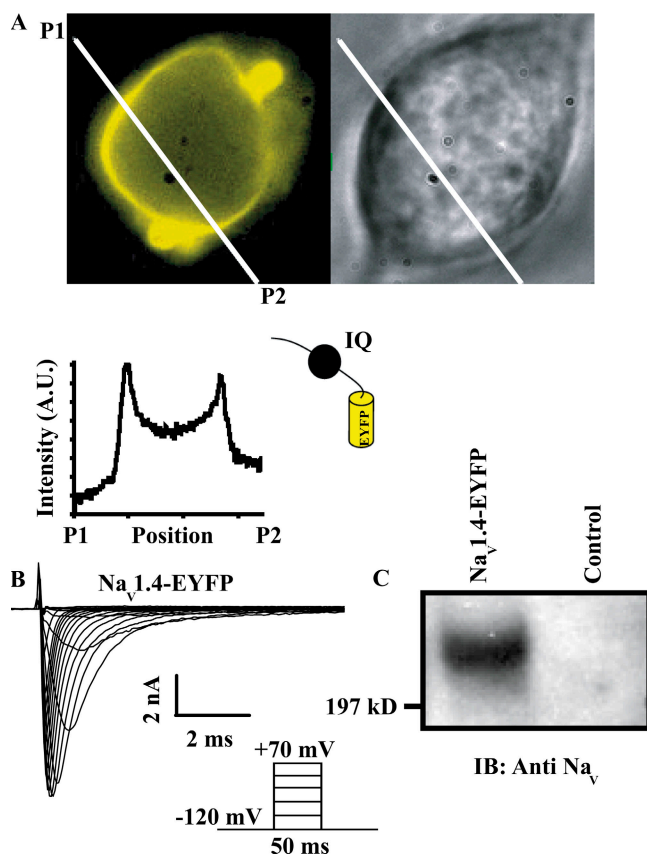 A
P1
P2
IQ
EYFP
Intensity (A.U.)
P1 Position P2
B
NaV1.4-EYFP
2 nA
2 ms
+70 mV
-120 mV
50 ms
C
NaV1.4-EYFP
Control
197 kD
IB: Anti NaV